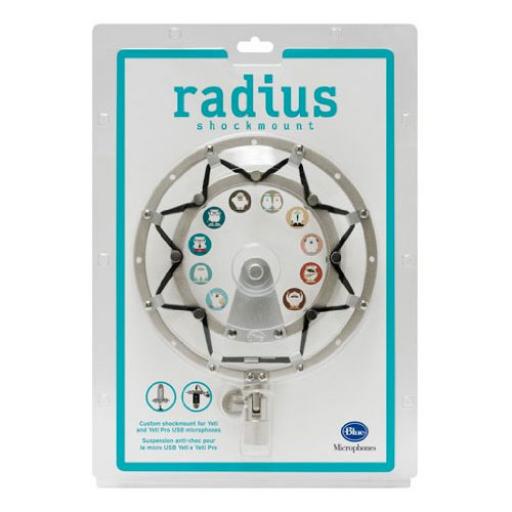 radius
shockmount
Custom shockmount for Yeti
and Yeti Pro USB microphones
Suspension anti-choc pour
le micro USB Yeti x Yeti Pro
Blue
Microphones